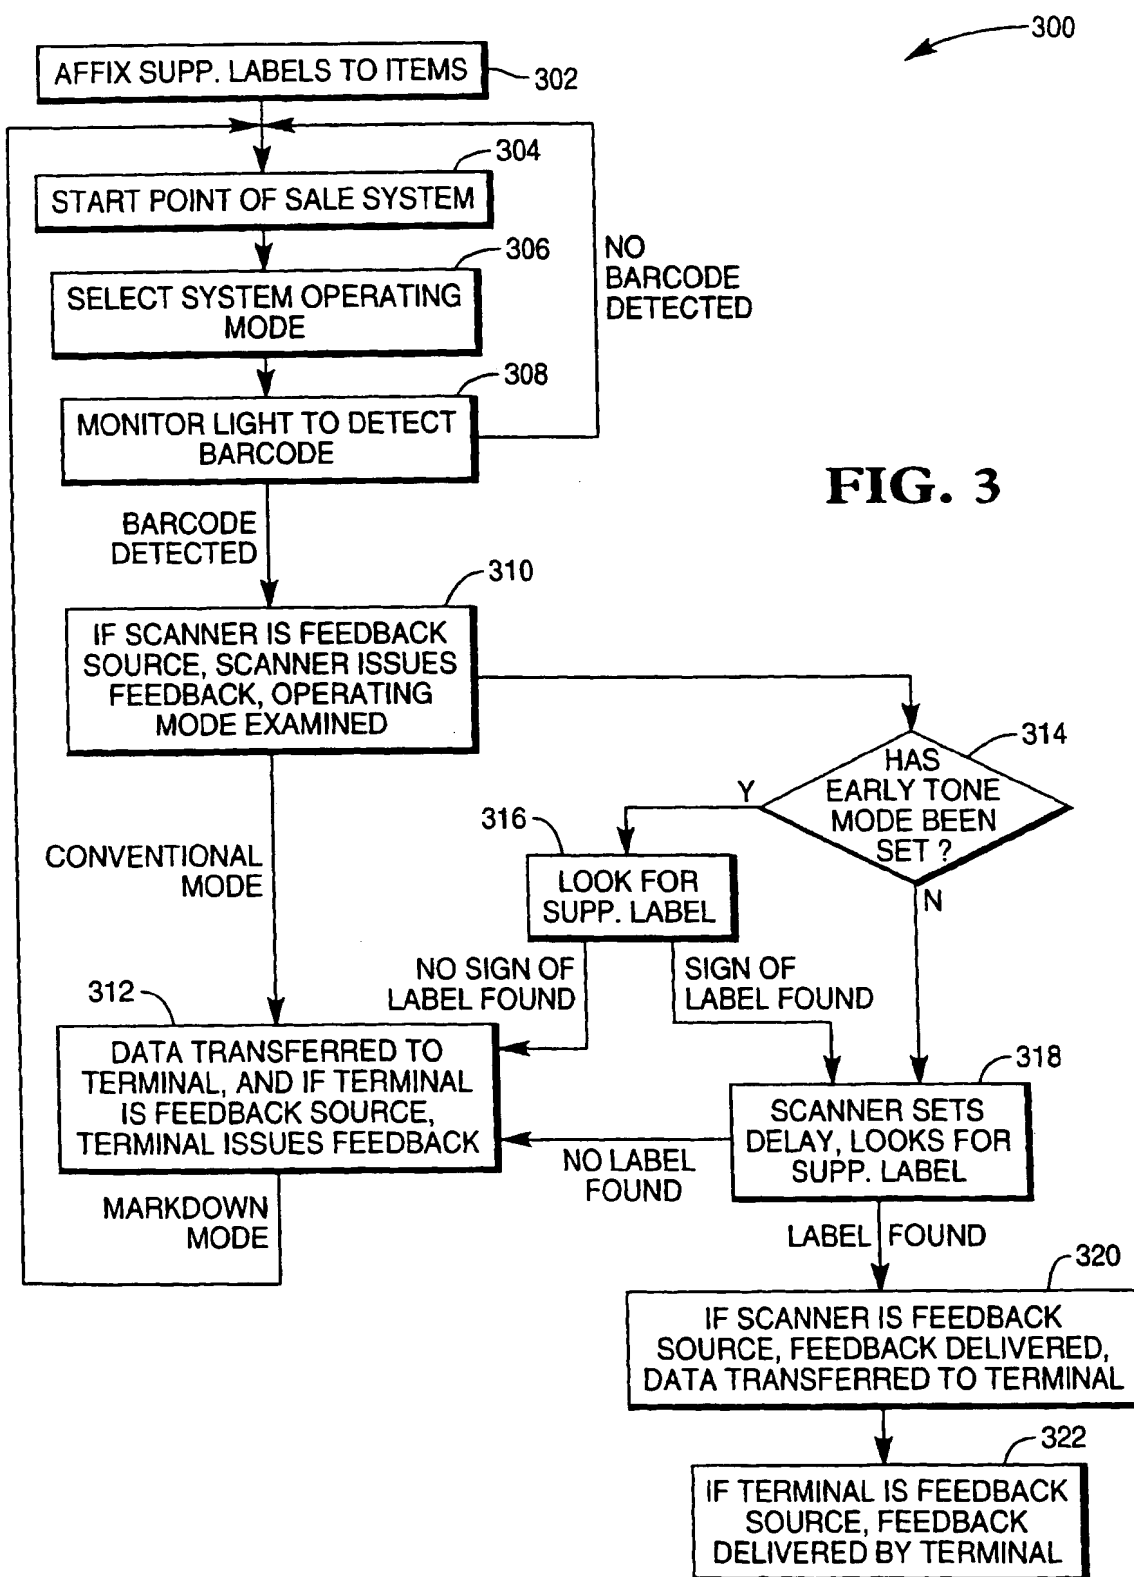 300
AFFIX SUPP. LABELS TO ITEMS
302
304
START POINT OF SALE SYSTEM
306
SELECT SYSTEM OPERATING
MODE
NO
BARCODE
DETECTED
308
MONITOR LIGHT TO DETECT
BARCODE
FIG. 3
BARCODE
DETECTED
310
IF SCANNER IS FEEDBACK
SOURCE, SCANNER ISSUES
FEEDBACK, OPERATING
MODE EXAMINED
314
HAS
EARLY TONE
MODE BEEN
SET ?
Y
N
316
LOOK FOR
SUPP. LABEL
CONVENTIONAL
MODE
NO SIGN OF
LABEL FOUND
SIGN OF
LABEL FOUND
312
DATA TRANSFERRED TO
TERMINAL, AND IF TERMINAL
IS FEEDBACK SOURCE,
TERMINAL ISSUES FEEDBACK
318
SCANNER SETS
DELAY, LOOKS FOR
SUPP. LABEL
NO LABEL
FOUND
MARKDOWN
MODE
LABEL FOUND
320
IF SCANNER IS FEEDBACK
SOURCE, FEEDBACK DELIVERED,
DATA TRANSFERRED TO TERMINAL
322
IF TERMINAL IS FEEDBACK
SOURCE, FEEDBACK
DELIVERED BY TERMINAL